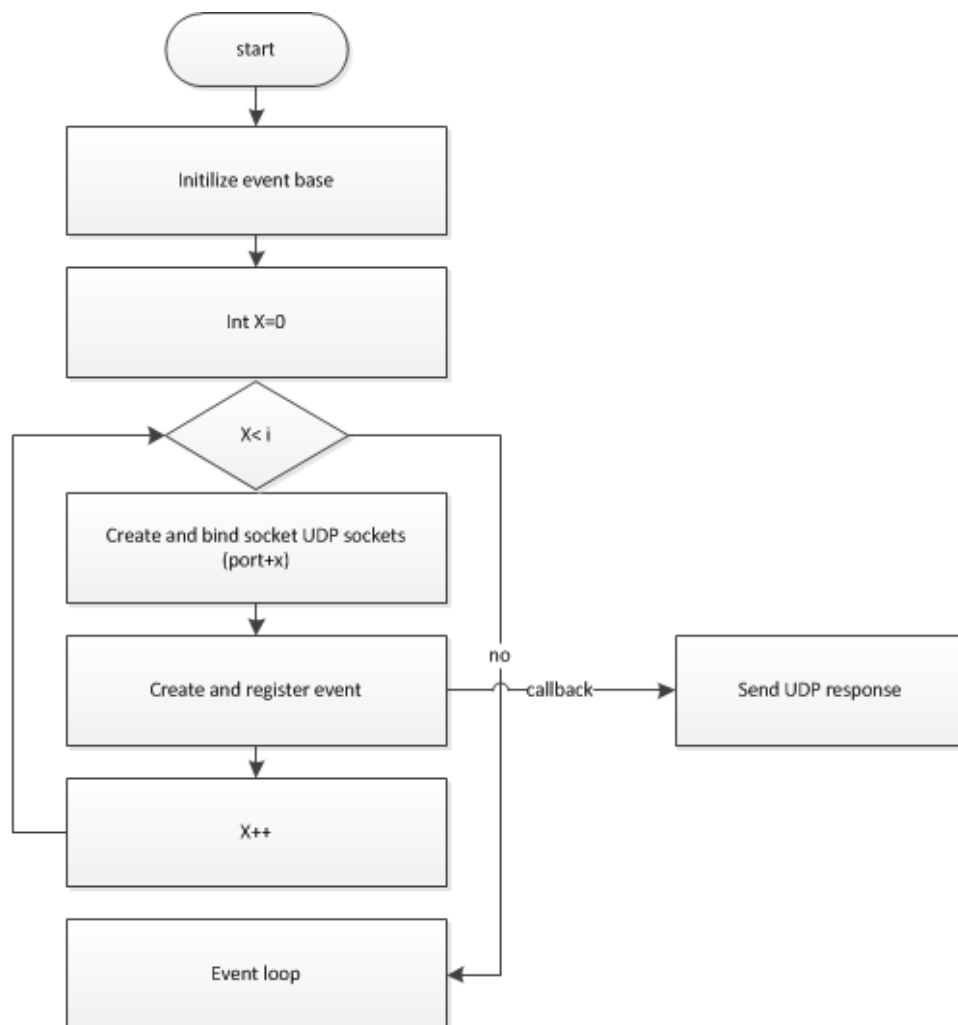 start
Initilize event base
Int X=0
X< i
Create and bind socket UDP sockets
(port+x)
no
Create and register event
callback
Send UDP response
X++
Event loop